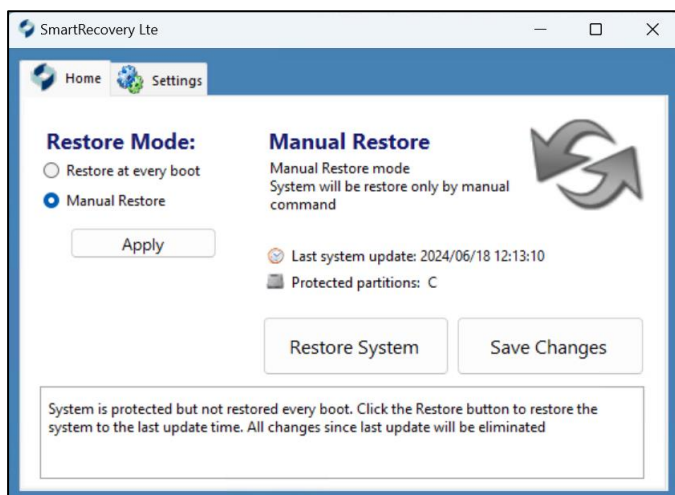 SmartRecovery Lte
Home
Settings
Restore Mode:
Restore at every boot
Manual Restore
Apply
Manual Restore
Manual Restore mode
System will be restore only by manual
command
Last system update: 2024/06/18 12:13:10
Protected partitions: C
Restore System
Save Changes
System is protected but not restored every boot. Click the Restore button to restore the
system to the last update time. All changes since last update will be eliminated